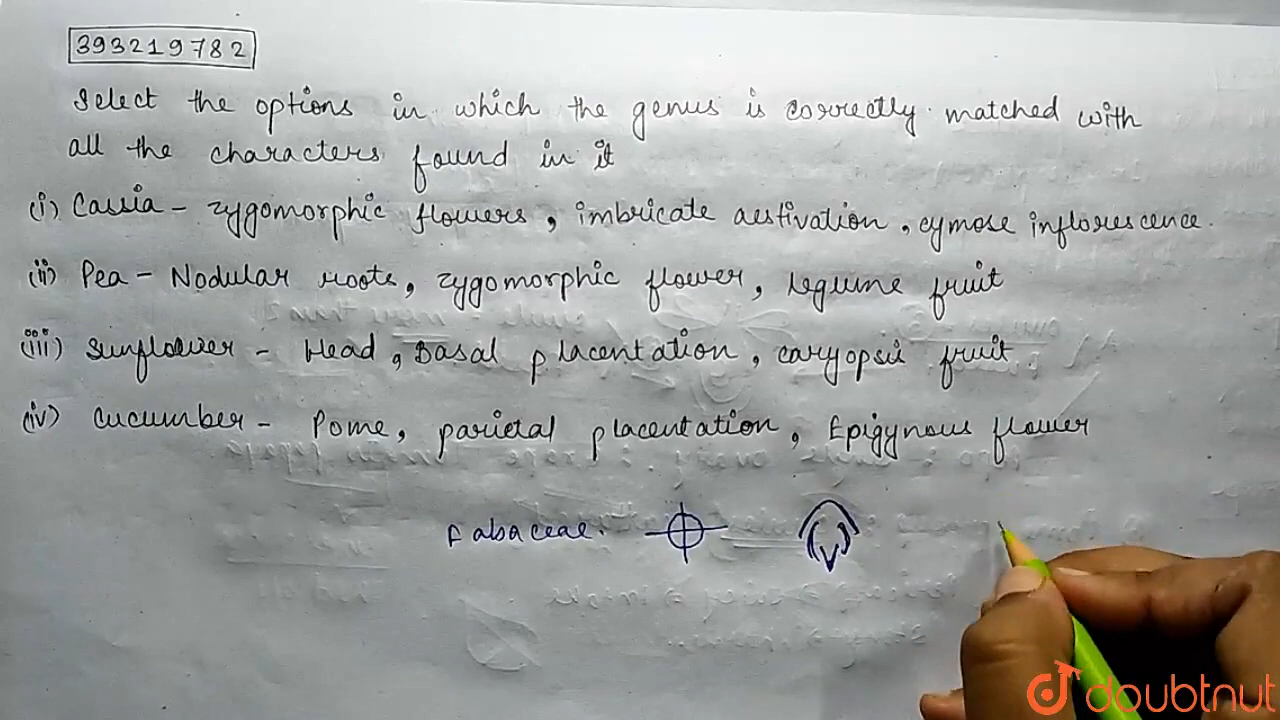 393219782
Select the options in which the genus is correctly matched with
all the characters found in it
(i) Cassia - zygomorphic flowers, imbricate aestivation, cymose inflorescence.
(ii) Pea - Nodular roots, zygomorphic flower, legume fruit
(iii) Sunflower - Head, Basal placentation, caryopsis fruit
(iv) cucumber - Pome, parietal placentation, Epigynous flower
Fabaceae.
doubtnut